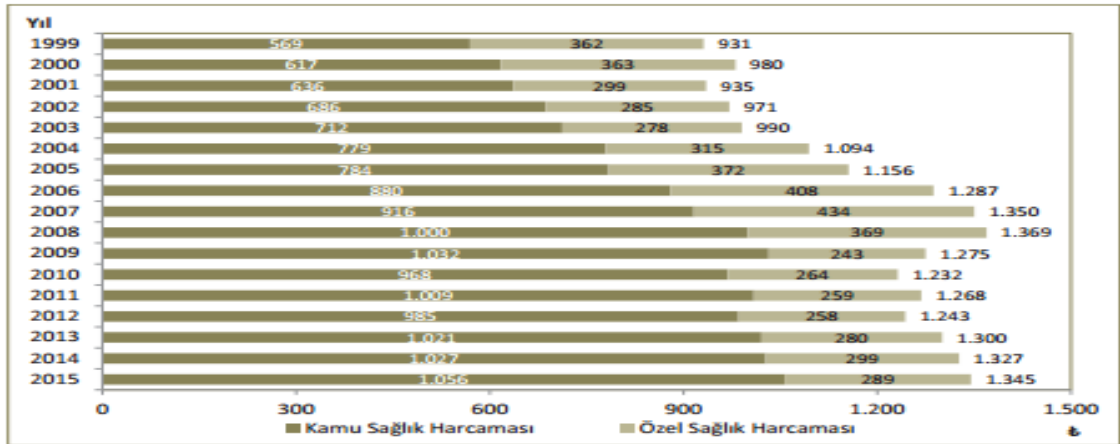 Yıl
1999 569 362 931
2000 617 363 980
2001 636 299 935
2002 686 285 971
2003 712 278 990
2004 779 315 1.094
2005 784 372 1.156
2006 880 408 1.287
2007 916 434 1.350
2008 1.000 369 1.369
2009 1.032 243 1.275
2010 968 264 1.232
2011 1.009 259 1.268
2012 985 258 1.243
2013 1.021 280 1.300
2014 1.027 299 1.327
2015 1.056 289 1.345
0 300 600 900 1.200 1.500
Kamu Sağlık Harcaması Özel Sağlık Harcaması ₺